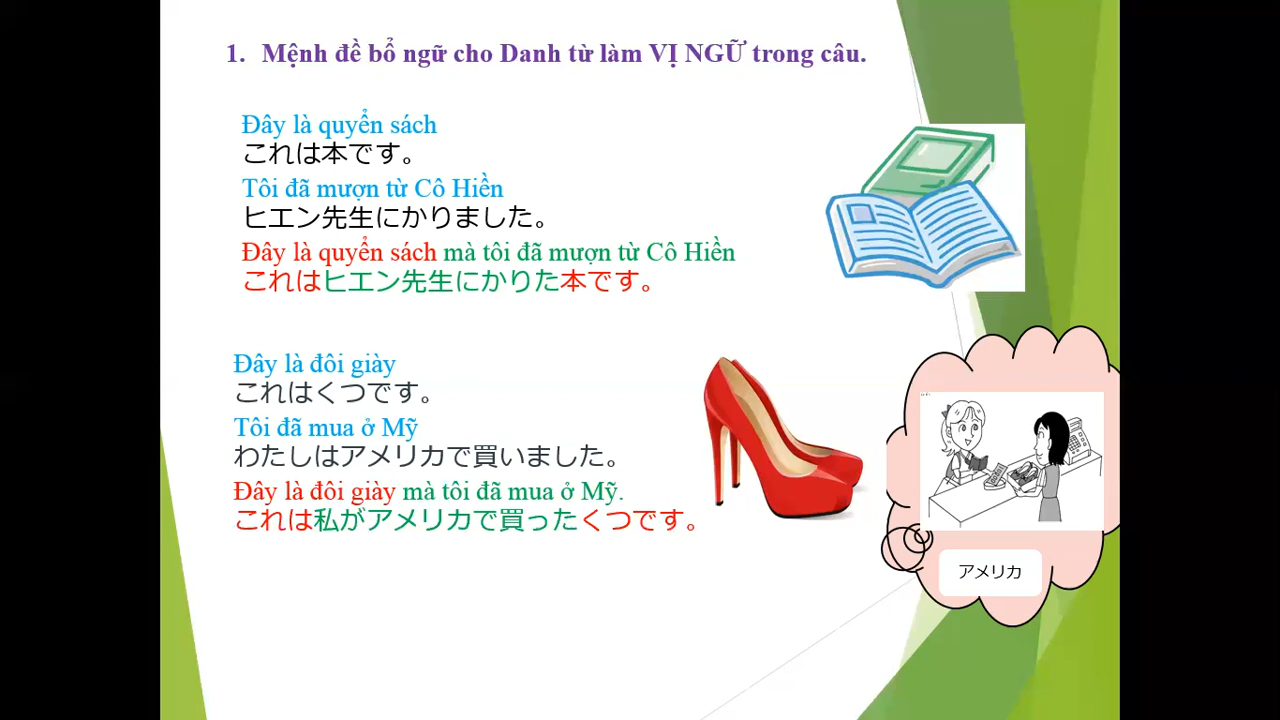 1. Mệnh đề bổ ngữ cho Danh từ làm VỊ NGỮ trong câu.
Đây là quyển sách
これは本です。
Tôi đã mượn từ Cô Hiền
ヒエン先生にかりました。
Đây là quyển sách mà tôi đã mượn từ Cô Hiền
これはヒエン先生にかりた本です。
Đây là đôi giày
これはくつです。
Tôi đã mua ở Mỹ
わたしはアメリカで買いました。
Đây là đôi giày mà tôi đã mua ở Mỹ.
これは私がアメリカで買ったくつです。
アメリカ